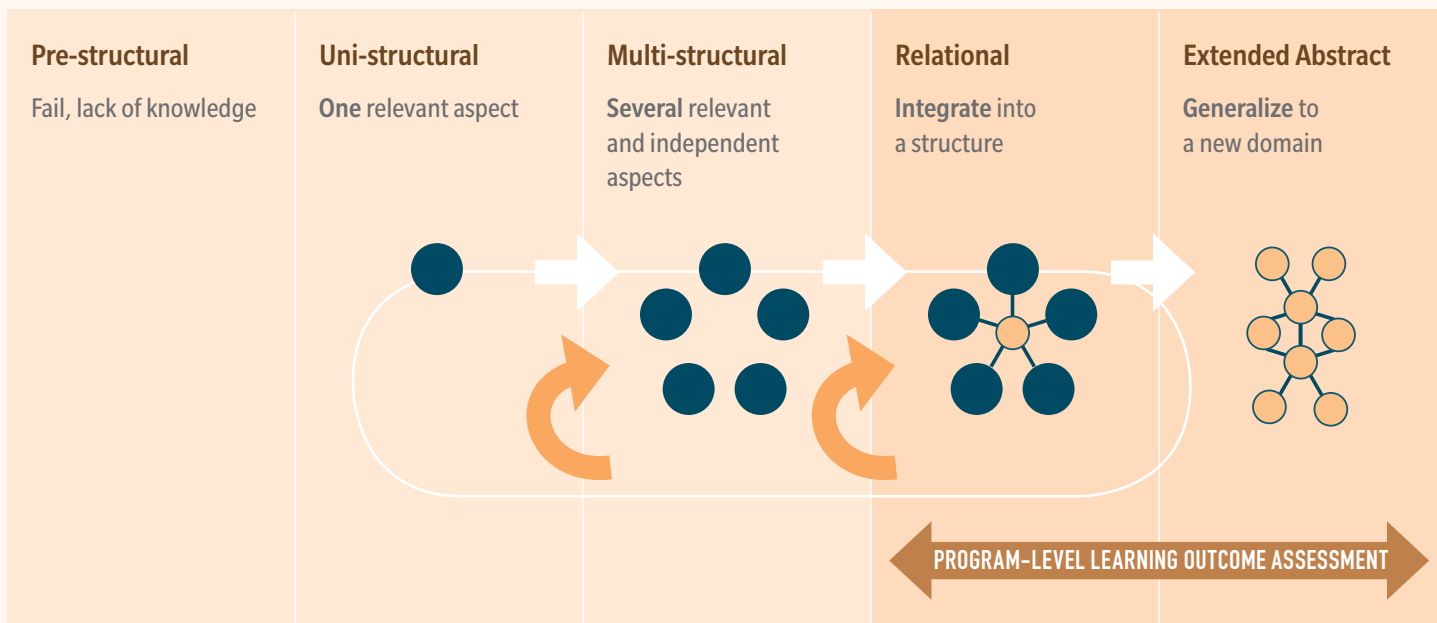 Pre-structural
Fail, lack of knowledge
Uni-structural
One relevant aspect
Multi-structural
Several relevant
and independent
aspects
Relational
Integrate into
a structure
Extended Abstract
Generalize to
a new domain
PROGRAM-LEVEL LEARNING OUTCOME ASSESSMENT